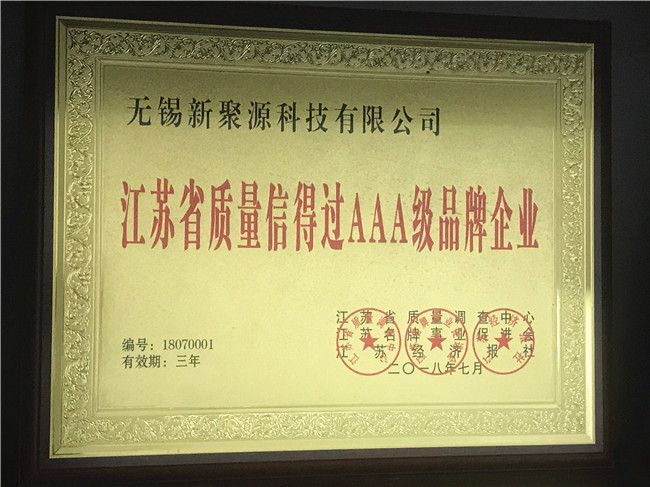 无锡新聚源科技有限公司
江苏省质量信得过AAA级品牌企业
江苏省质量调查中心
江苏名牌事业促进会
江苏经济报社
编号：18070001
有效期：三年
二〇一八年七月